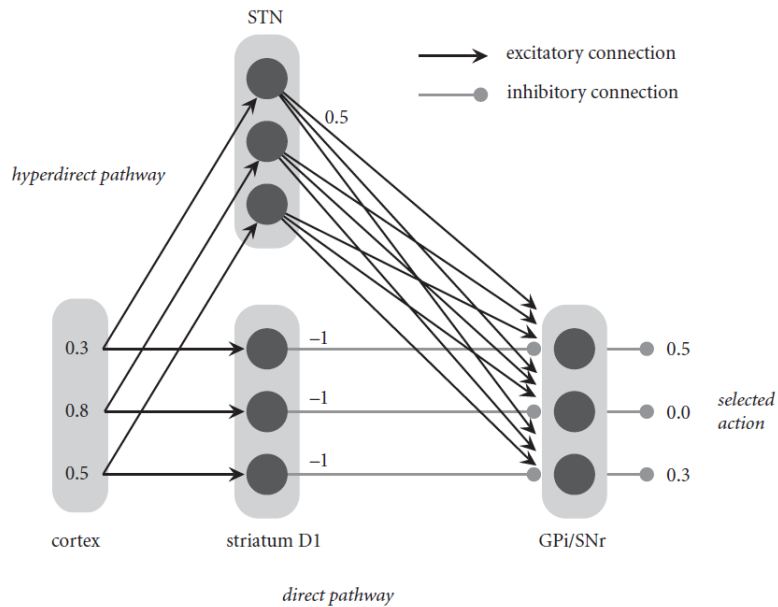 STN
excitatory connection
inhibitory connection
0.5
hyperdirect pathway
0.3
–1
0.5
0.8
–1
0.0
selected
action
0.5
–1
0.3
cortex
striatum D1
GPi/SNr
direct pathway